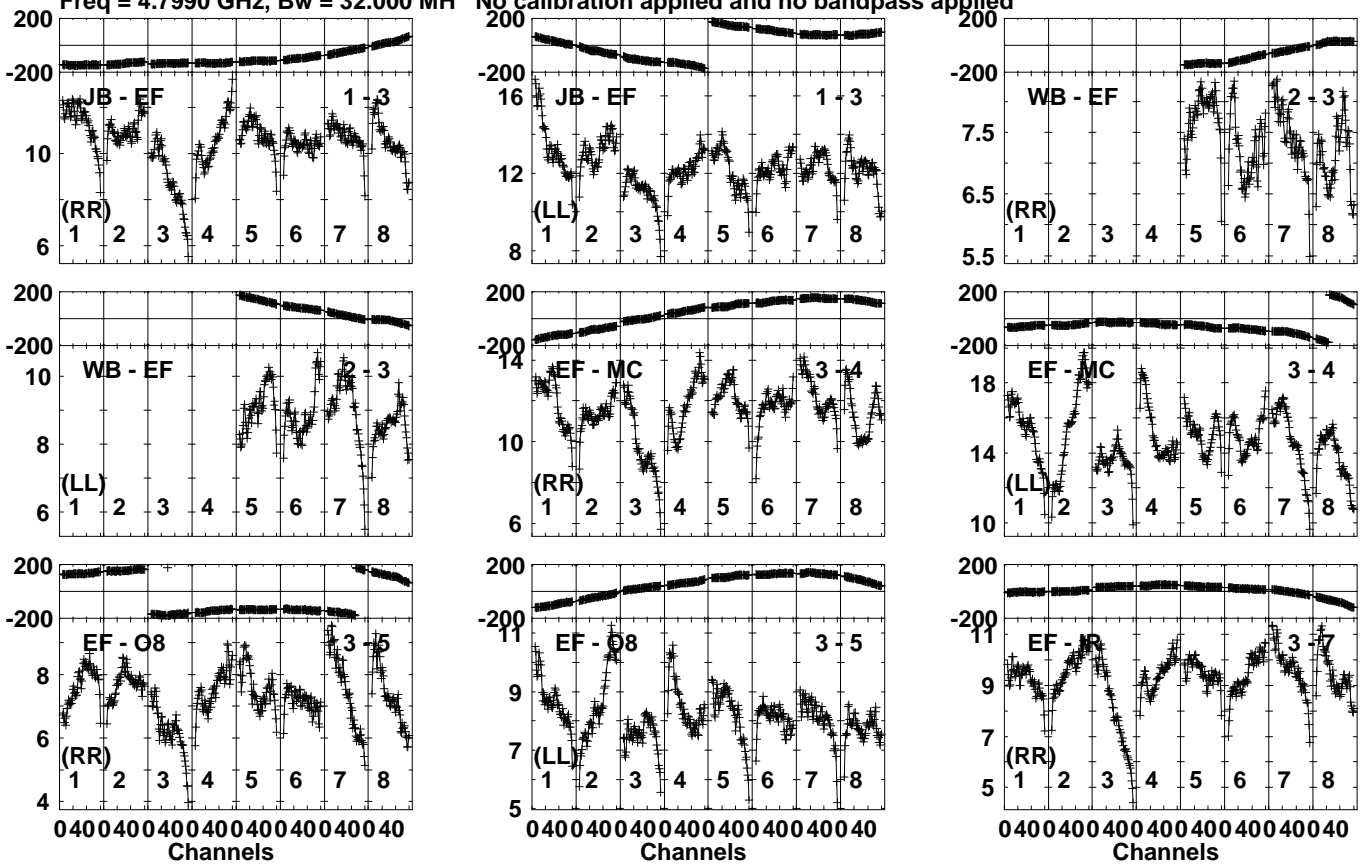 Freq = 4.7990 GHz, Bw = 32.000 MH No calibration applied and no bandpass applied
200 200 200
-200 -200 -200
JB - EF 1 - 3 JB - EF 1 - 3 WB - EF 2 - 3
16
10 12 7.5
6.5
(RR) (LL) (RR)
6 8 5.5
1 2 3 4 5 6 7 8 1 2 3 4 5 6 7 8 1 2 3 4 5 6 7 8
200 200 200
-200 -200 -200
WB - EF 2 - 3 EF - MC 3 - 4 EF - MC 3 - 4
10 14 18
8 10 14
(LL) (RR) (LL)
6 6 10
1 2 3 4 5 6 7 8 1 2 3 4 5 6 7 8 1 2 3 4 5 6 7 8
200 200 200
-200 -200 -200
EF - O8 3 - 5 EF - O8 3 - 5 EF - IR 3 - 7
11 11
8 9 9
6 7 7
(RR) (LL) (RR)
4 5 5
1 2 3 4 5 6 7 8 1 2 3 4 5 6 7 8 1 2 3 4 5 6 7 8
0 40 0 40 0 40 0 40 0 40 0 40 0 40 0 40 0 40 0 40 0 40 0 40 0 40 0 40 0 40 0 40 0 40 0 40 0 40 0 40 0 40 0 40 0 40 0 40
Channels Channels Channels